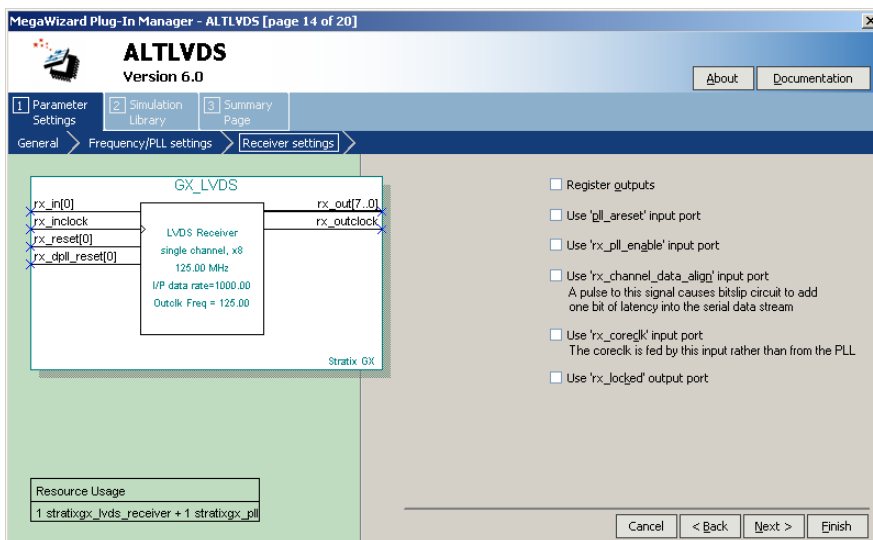 MegaWizard Plug-In Manager - ALTLVDS [page 14 of 20]
ALTLVDS
Version 6.0
About
Documentation
1 Parameter Settings
2 Simulation Library
3 Summary Page
General
Frequency/PLL settings
Receiver settings
GX_LVDS
rx_in[0]
rx_inclock
rx_reset[0]
rx_dpll_reset[0]
rx_out[7..0]
rx_outclock
LVDS Receiver
single channel, x8
125.00 MHz
I/P data rate=1000.00
Outclk Freq = 125.00
Stratix GX
Resource Usage
1 stratixgx_lvds_receiver + 1 stratixgx_pll
Register outputs
Use 'pll_areset' input port
Use 'rx_pll_enable' input port
Use 'rx_channel_data_align' input port
A pulse to this signal causes bitslip circuit to add
one bit of latency into the serial data stream
Use 'rx_coreclk' input port
The coreclk is fed by this input rather than from the PLL
Use 'rx_locked' output port
Cancel
< Back
Next >
Finish